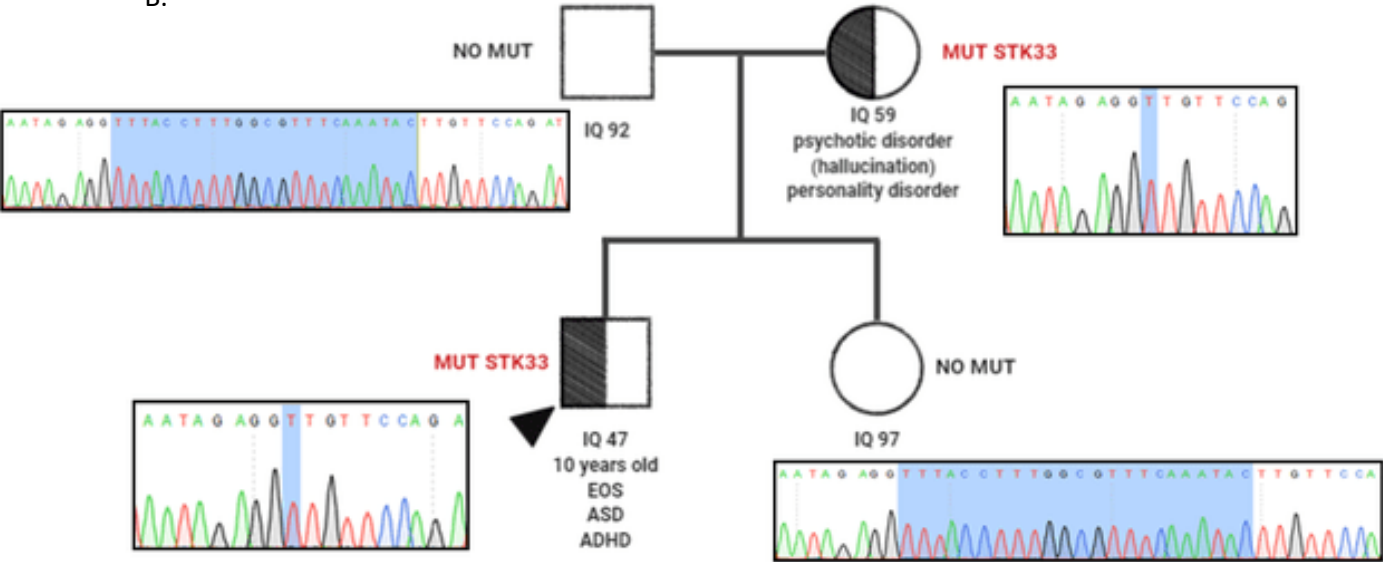 B.
NO MUT
MUT STK33
A A T A G A G G T T T A C C T T T G G C G T T T C A A A T A C T T G T T C C A G A T
IQ 92
A A T A G A G G T T G T T C C A G
IQ 59
psychotic disorder
(hallucination)
personality disorder
MUT STK33
NO MUT
A A T A G A G G T T G T T C C A G A
IQ 47
10 years old
EOS
ASD
ADHD
IQ 97
A A T A G A G G T T T A C C T T T G G C G T T T C A A A T A C T T G T T C C A